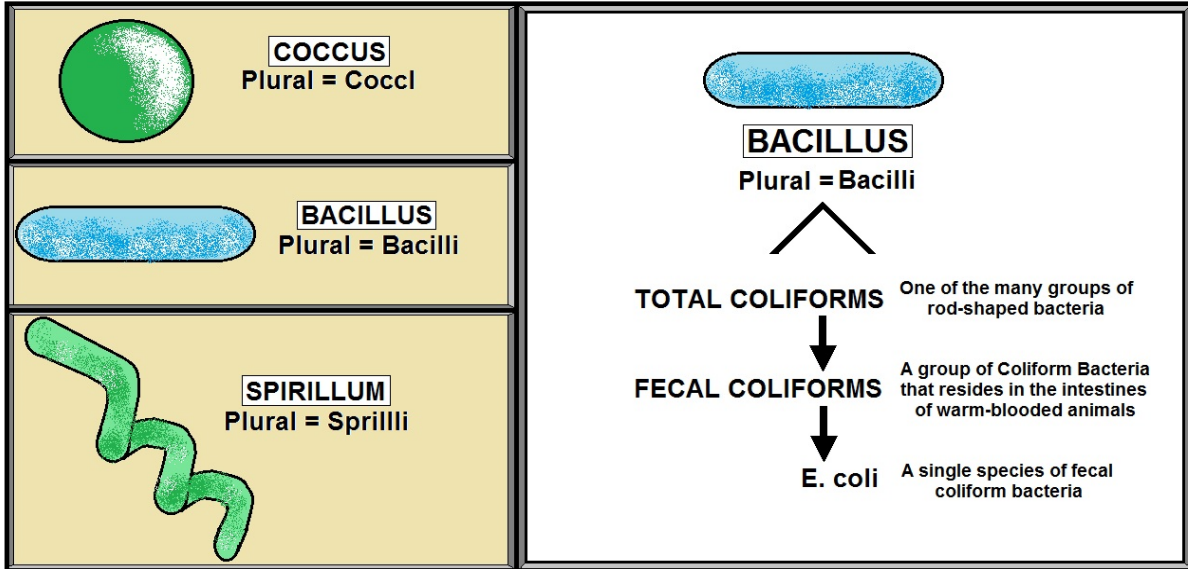 COCCUS
Plural = CoccI
BACILLUS
Plural = Bacilli
SPIRILLUM
Plural = Sprillli
BACILLUS
Plural = Bacilli
TOTAL COLIFORMS
One of the many groups of
rod-shaped bacteria
FECAL COLIFORMS
A group of Coliform Bacteria
that resides in the intestines
of warm-blooded animals
E. coli
A single species of fecal
coliform bacteria